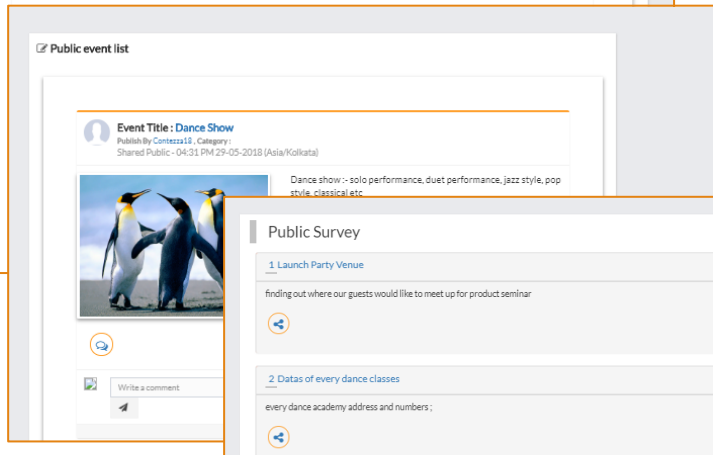 Public event list
Event Title : Dance Show
Publish By Contezza18 , Category :
Shared Public - 04:31 PM 29-05-2018 (Asia/Kolkata)
Dance show :- solo performance, duet performance, jazz style, pop
style, classical etc
Write a comment
Public Survey
1 Launch Party Venue
finding out where our guests would like to meet up for product seminar
2 Datas of every dance classes
every dance academy address and numbers ;